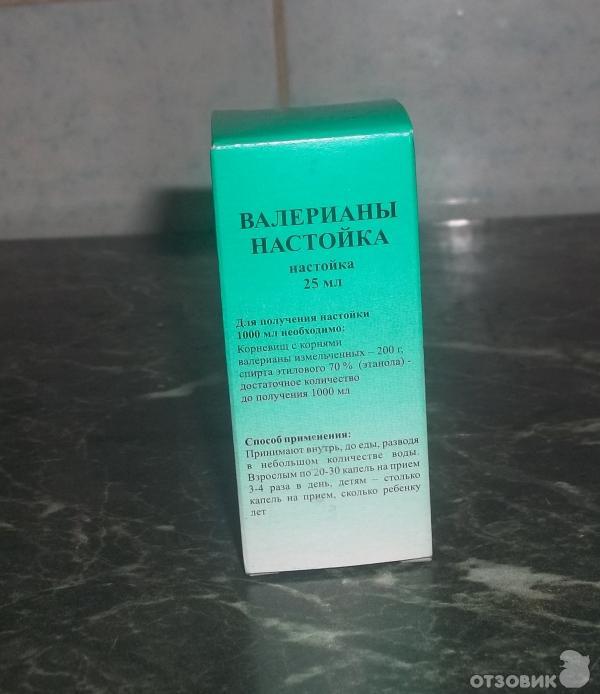 ВАЛЕРИАНЫ
НАСТОЙКА
настойка
25 мл
Для получения настойки
1000 мл необходимо:
Корневищ с корнями
валерианы измельченных – 200 г,
спирта этилового 70 % (этанола) -
достаточное количество
до получения 1000 мл
Способ применения:
Принимают внутрь, до еды, разводя
в небольшом количестве воды.
Взрослым по 20-30 капель на прием
3-4 раза в день, детям – столько
капель на прием, сколько ребенку
лет
ОТЗОВИК